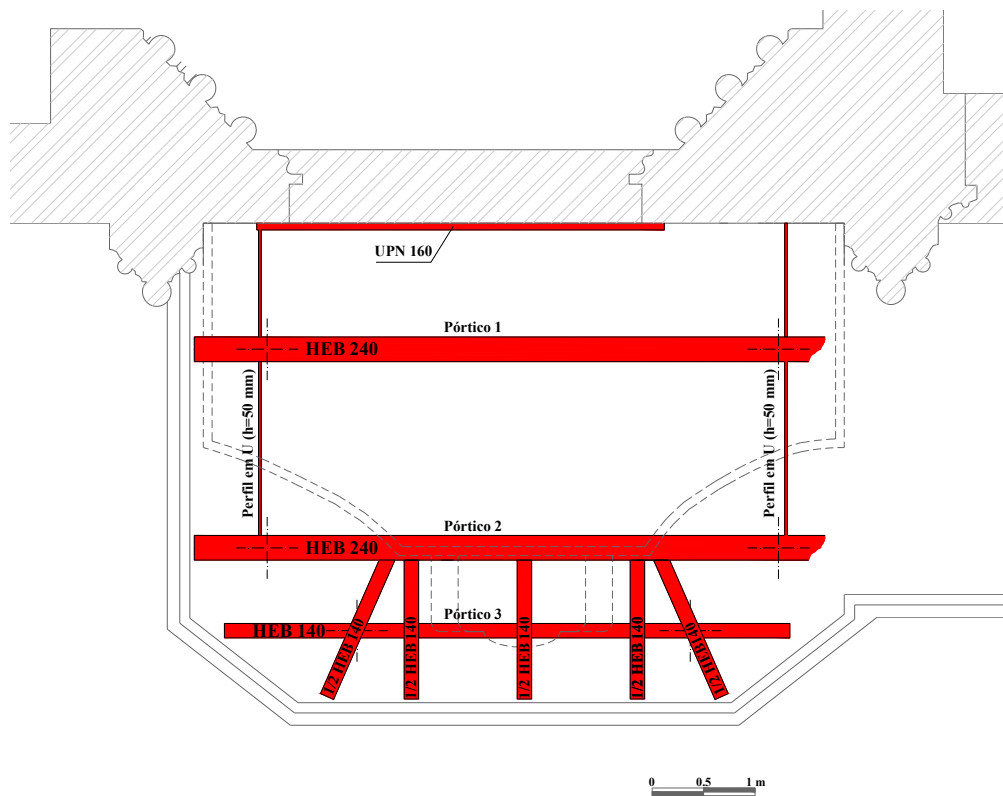 UPN 160
Pórtico 1
HEB 240
Perfil em U (h=50 mm)
Perfil em U (h=50 mm)
Pórtico 2
HEB 240
Pórtico 3
HEB 140
1/2 HEB 140
1/2 HEB 140
1/2 HEB 140
1/2 HEB 140
1/2 HEB140
0 0.5 1 m